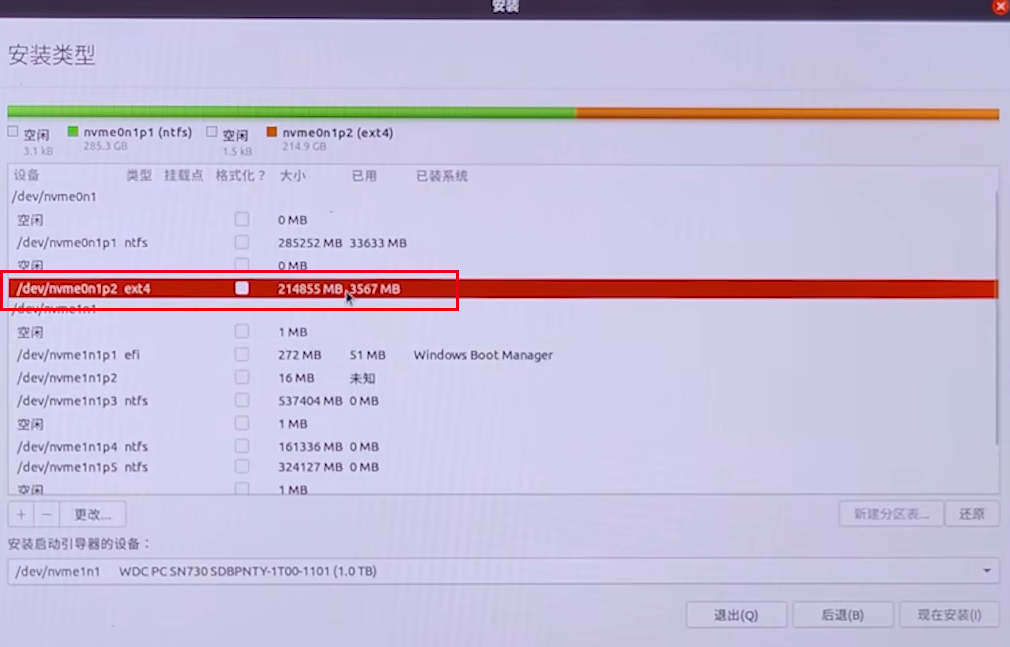 安装
安装类型
空闲 nvme0n1p1 (ntfs) 空闲 nvme0n1p2 (ext4)
3.1 kB 285.3 GB 1.5 kB 214.9 GB
设备 类型 挂载点 格式化？ 大小 已用 已装系统
/dev/nvme0n1
空闲 0 MB
/dev/nvme0n1p1 ntfs 285252 MB 33633 MB
空闲 0 MB
/dev/nvme0n1p2 ext4 214855 MB 3567 MB
/dev/nvme1n1
空闲 1 MB
/dev/nvme1n1p1 efi 272 MB 51 MB Windows Boot Manager
/dev/nvme1n1p2 16 MB 未知
/dev/nvme1n1p3 ntfs 537404 MB 0 MB
空闲 1 MB
/dev/nvme1n1p4 ntfs 161336 MB 0 MB
/dev/nvme1n1p5 ntfs 324127 MB 0 MB
空闲 1 MB
+ − 更改... 新建分区表... 还原
安装启动引导器的设备：
/dev/nvme1n1 WDC PC SN730 SDBPNTY-1T00-1101 (1.0 TB)
退出(Q) 后退(B) 现在安装(I)